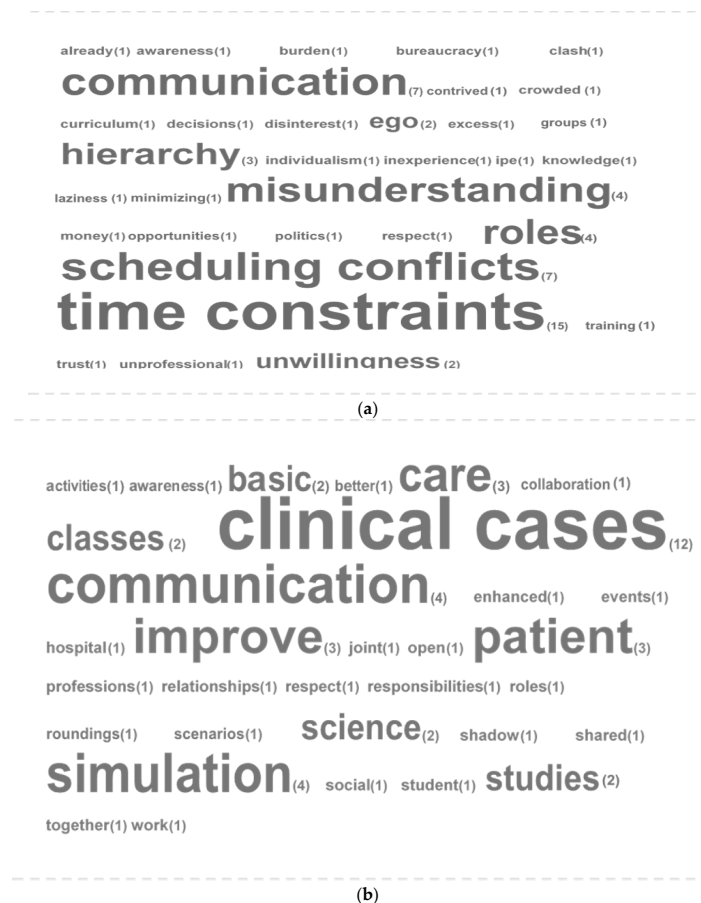 already(1) awareness(1) burden(1) bureaucracy(1) clash(1)
communication(7) contrived (1) crowded (1)
curriculum(1) decisions(1) disinterest(1) ego(2) excess(1) groups (1)
hierarchy(3) individualism(1) inexperience(1) ipe(1) knowledge(1)
laziness (1) minimizing(1) misunderstanding(4)
money(1) opportunities(1) politics(1) respect(1) roles(4)
scheduling conflicts(7)
time constraints(15) training (1)
trust(1) unprofessional(1) unwillingness (2)
(a)
activities(1) awareness(1) basic(2) better(1) care(3) collaboration (1)
classes (2) clinical cases(12)
communication(4) enhanced(1) events(1)
hospital(1) improve(3) joint(1) open(1) patient(3)
professions(1) relationships(1) respect(1) responsibilities(1) roles(1)
roundings(1) scenarios(1) science(2) shadow(1) shared(1)
simulation(4) social(1) student(1) studies(2)
together(1) work(1)
(b)